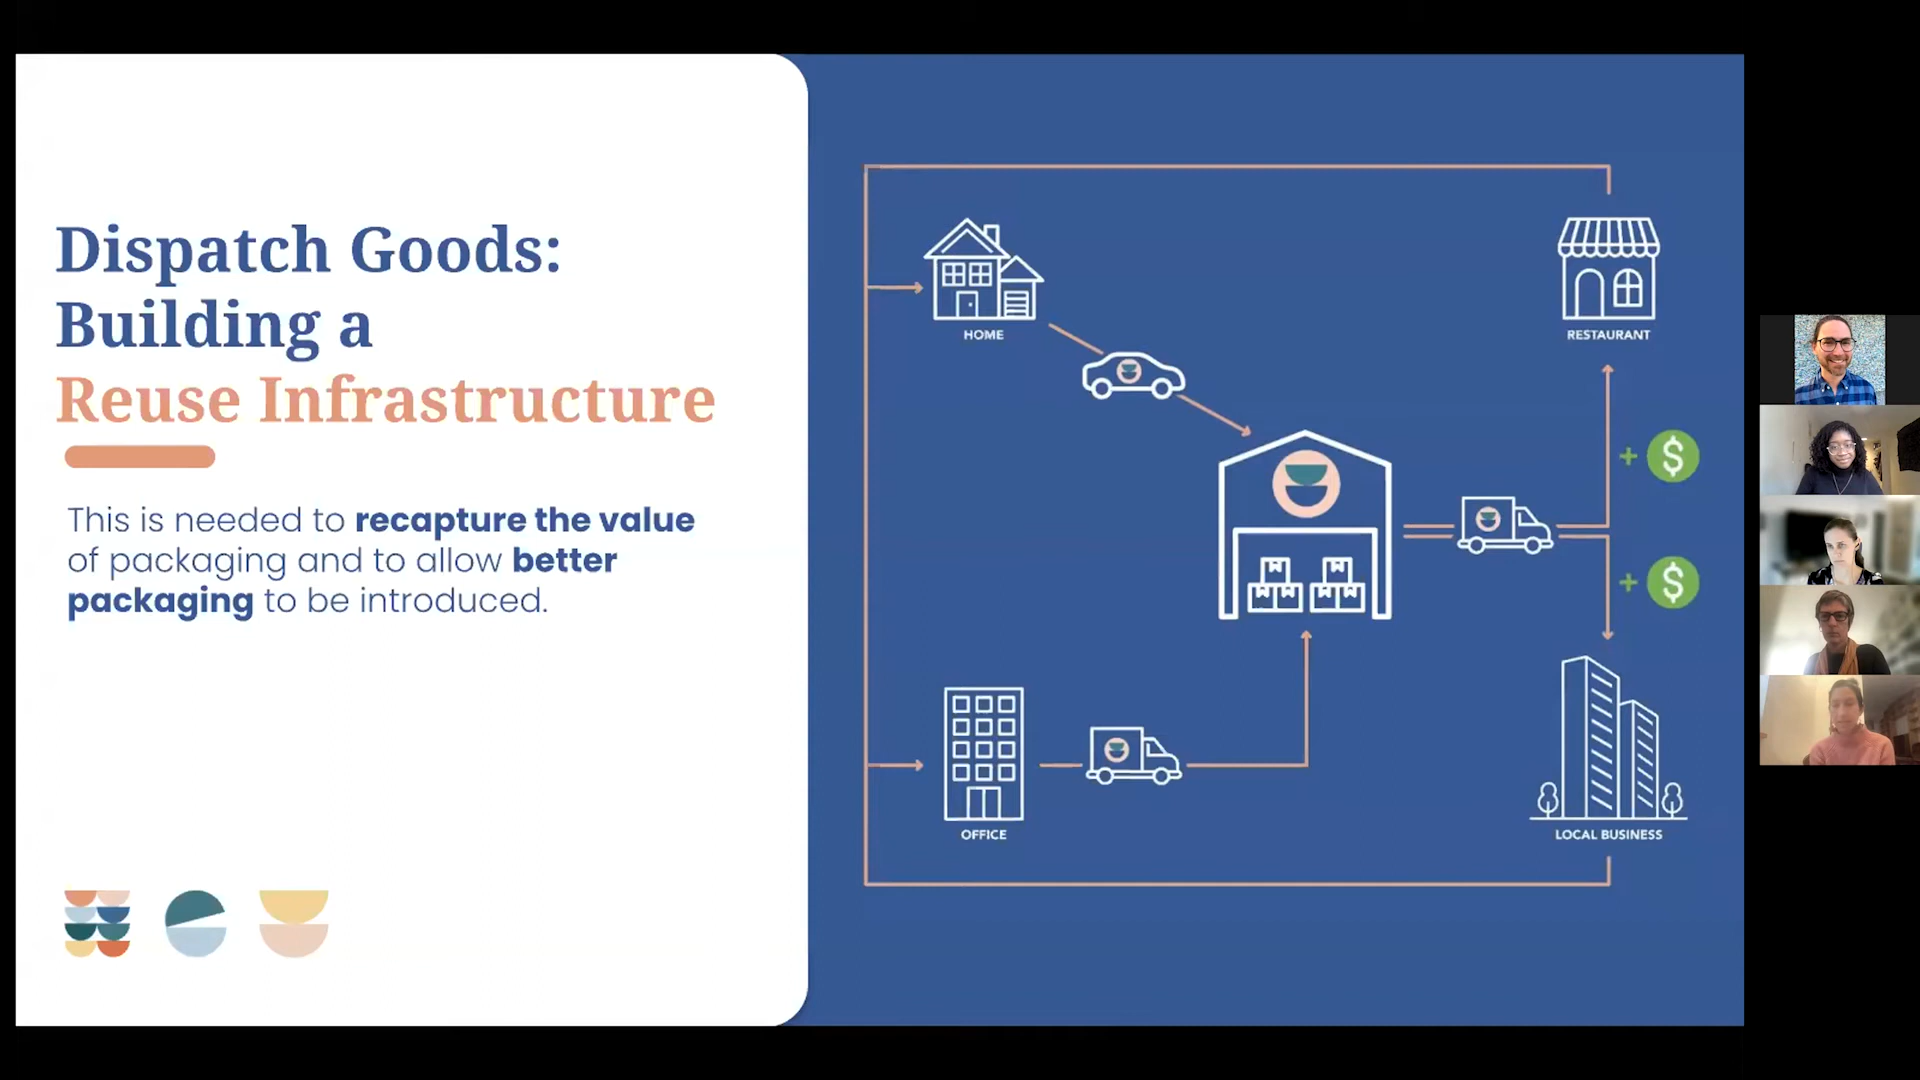 Dispatch Goods:
Building a
Reuse Infrastructure
This is needed to recapture the value
of packaging and to allow better
packaging to be introduced.
HOME
RESTAURANT
+ $
+ $
OFFICE
LOCAL BUSINESS